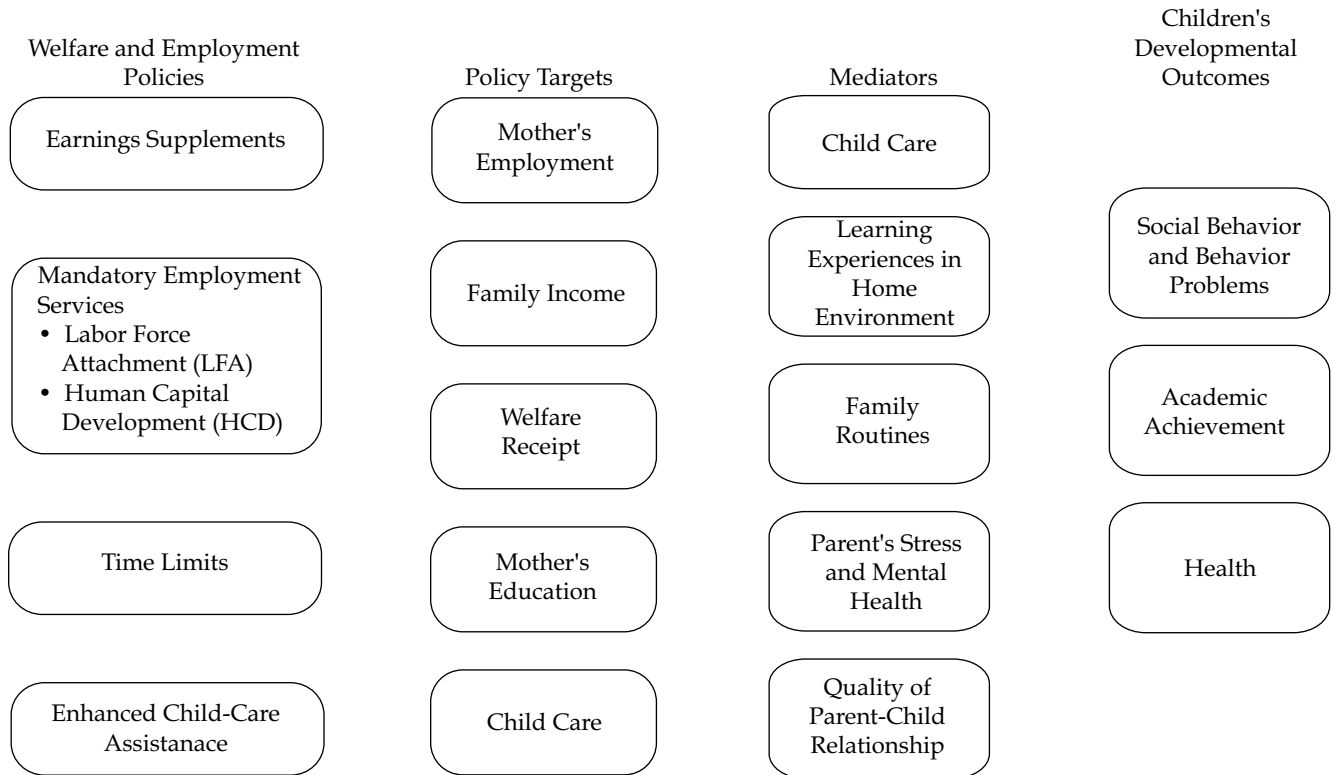 Welfare and Employment
Policies
Earnings Supplements
Mandatory Employment
Services
• Labor Force
Attachment (LFA)
• Human Capital
Development (HCD)
Time Limits
Enhanced Child-Care
Assistanace
Policy Targets
Mother's
Employment
Family Income
Welfare
Receipt
Mother's
Education
Child Care
Mediators
Child Care
Learning
Experiences in
Home
Environment
Family
Routines
Parent's Stress
and Mental
Health
Quality of
Parent-Child
Relationship
Children's
Developmental
Outcomes
Social Behavior
and Behavior
Problems
Academic
Achievement
Health